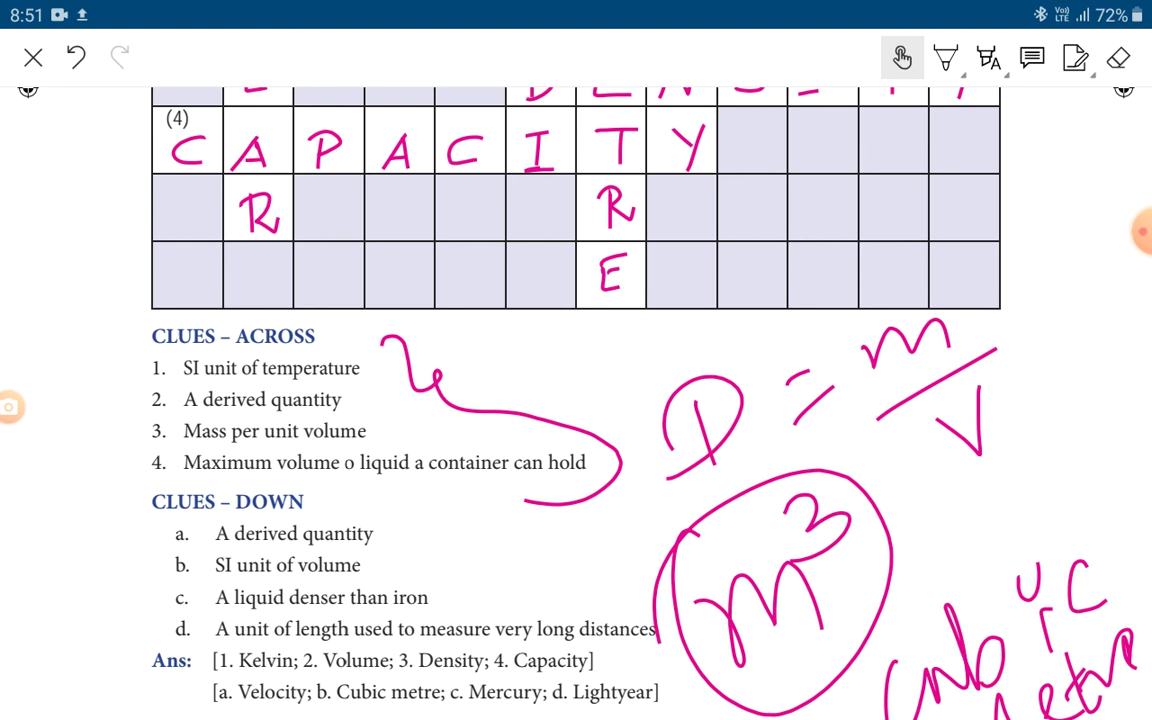 8:51 72%
(4)
C A P A C I T Y
R R
E
CLUES – ACROSS
1. SI unit of temperature
2. A derived quantity
3. Mass per unit volume
4. Maximum volume o liquid a container can hold
D = m/V
CLUES – DOWN
a. A derived quantity
b. SI unit of volume
c. A liquid denser than iron
d. A unit of length used to measure very long distances
m³
Ans: [1. Kelvin; 2. Volume; 3. Density; 4. Capacity]
[a. Velocity; b. Cubic metre; c. Mercury; d. Lightyear]